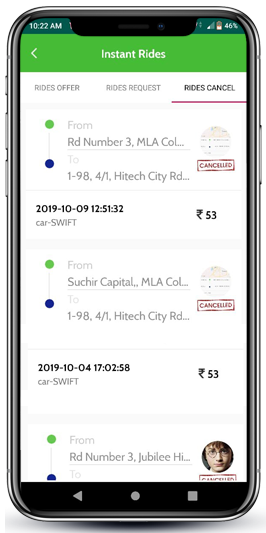 10:22 AM
46%
Instant Rides
RIDES OFFER RIDES REQUEST RIDES CANCEL
From
Rd Number 3, MLA Col...
To
1-98, 4/1, Hitech City Rd...
CANCELLED
2019-10-09 12:51:32
car-SWIFT
₹ 53
From
Suchir Capital,, MLA Col...
To
1-98, 4/1, Hitech City Rd...
CANCELLED
2019-10-04 17:02:58
car-SWIFT
₹ 53
From
Rd Number 3, Jubilee Hi...
To
CANCELLED